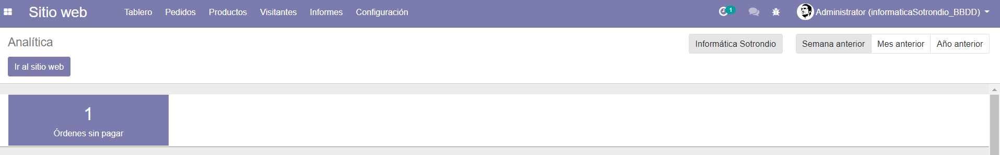 Sitio web Tablero Pedidos Productos Visitantes Informes Configuración 1 Administrator (informaticaSotrondio_BBDD)
Analítica Informática Sotrondio Semana anterior Mes anterior Año anterior
Ir al sitio web
1
Órdenes sin pagar